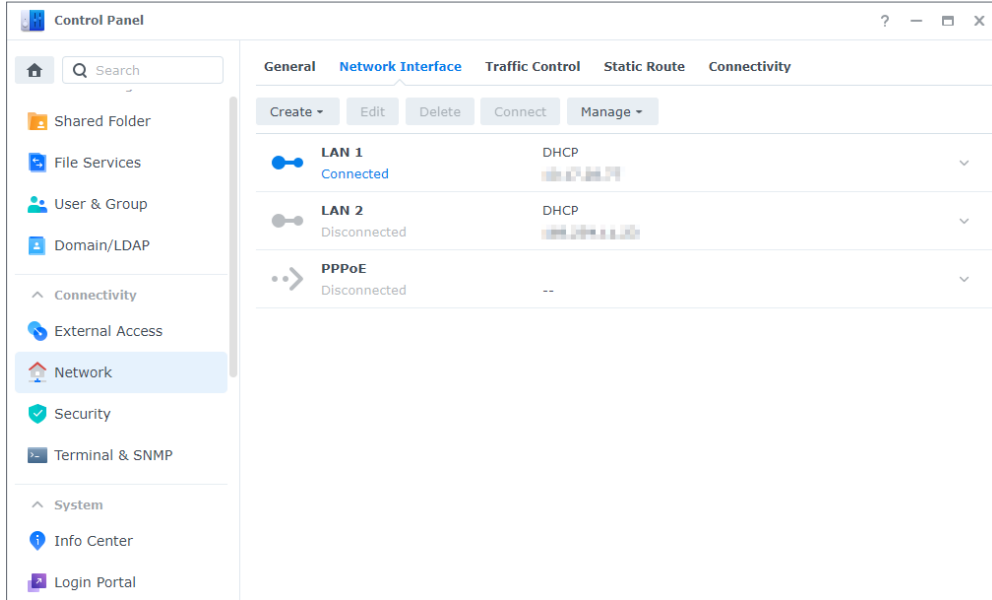 Control Panel
?
Search
Shared Folder
File Services
User & Group
Domain/LDAP
Connectivity
External Access
Network
Security
Terminal & SNMP
System
Info Center
Login Portal
General Network Interface Traffic Control Static Route Connectivity
Create Edit Delete Connect Manage
LAN 1 DHCP
Connected
LAN 2 DHCP
Disconnected
PPPoE
Disconnected --